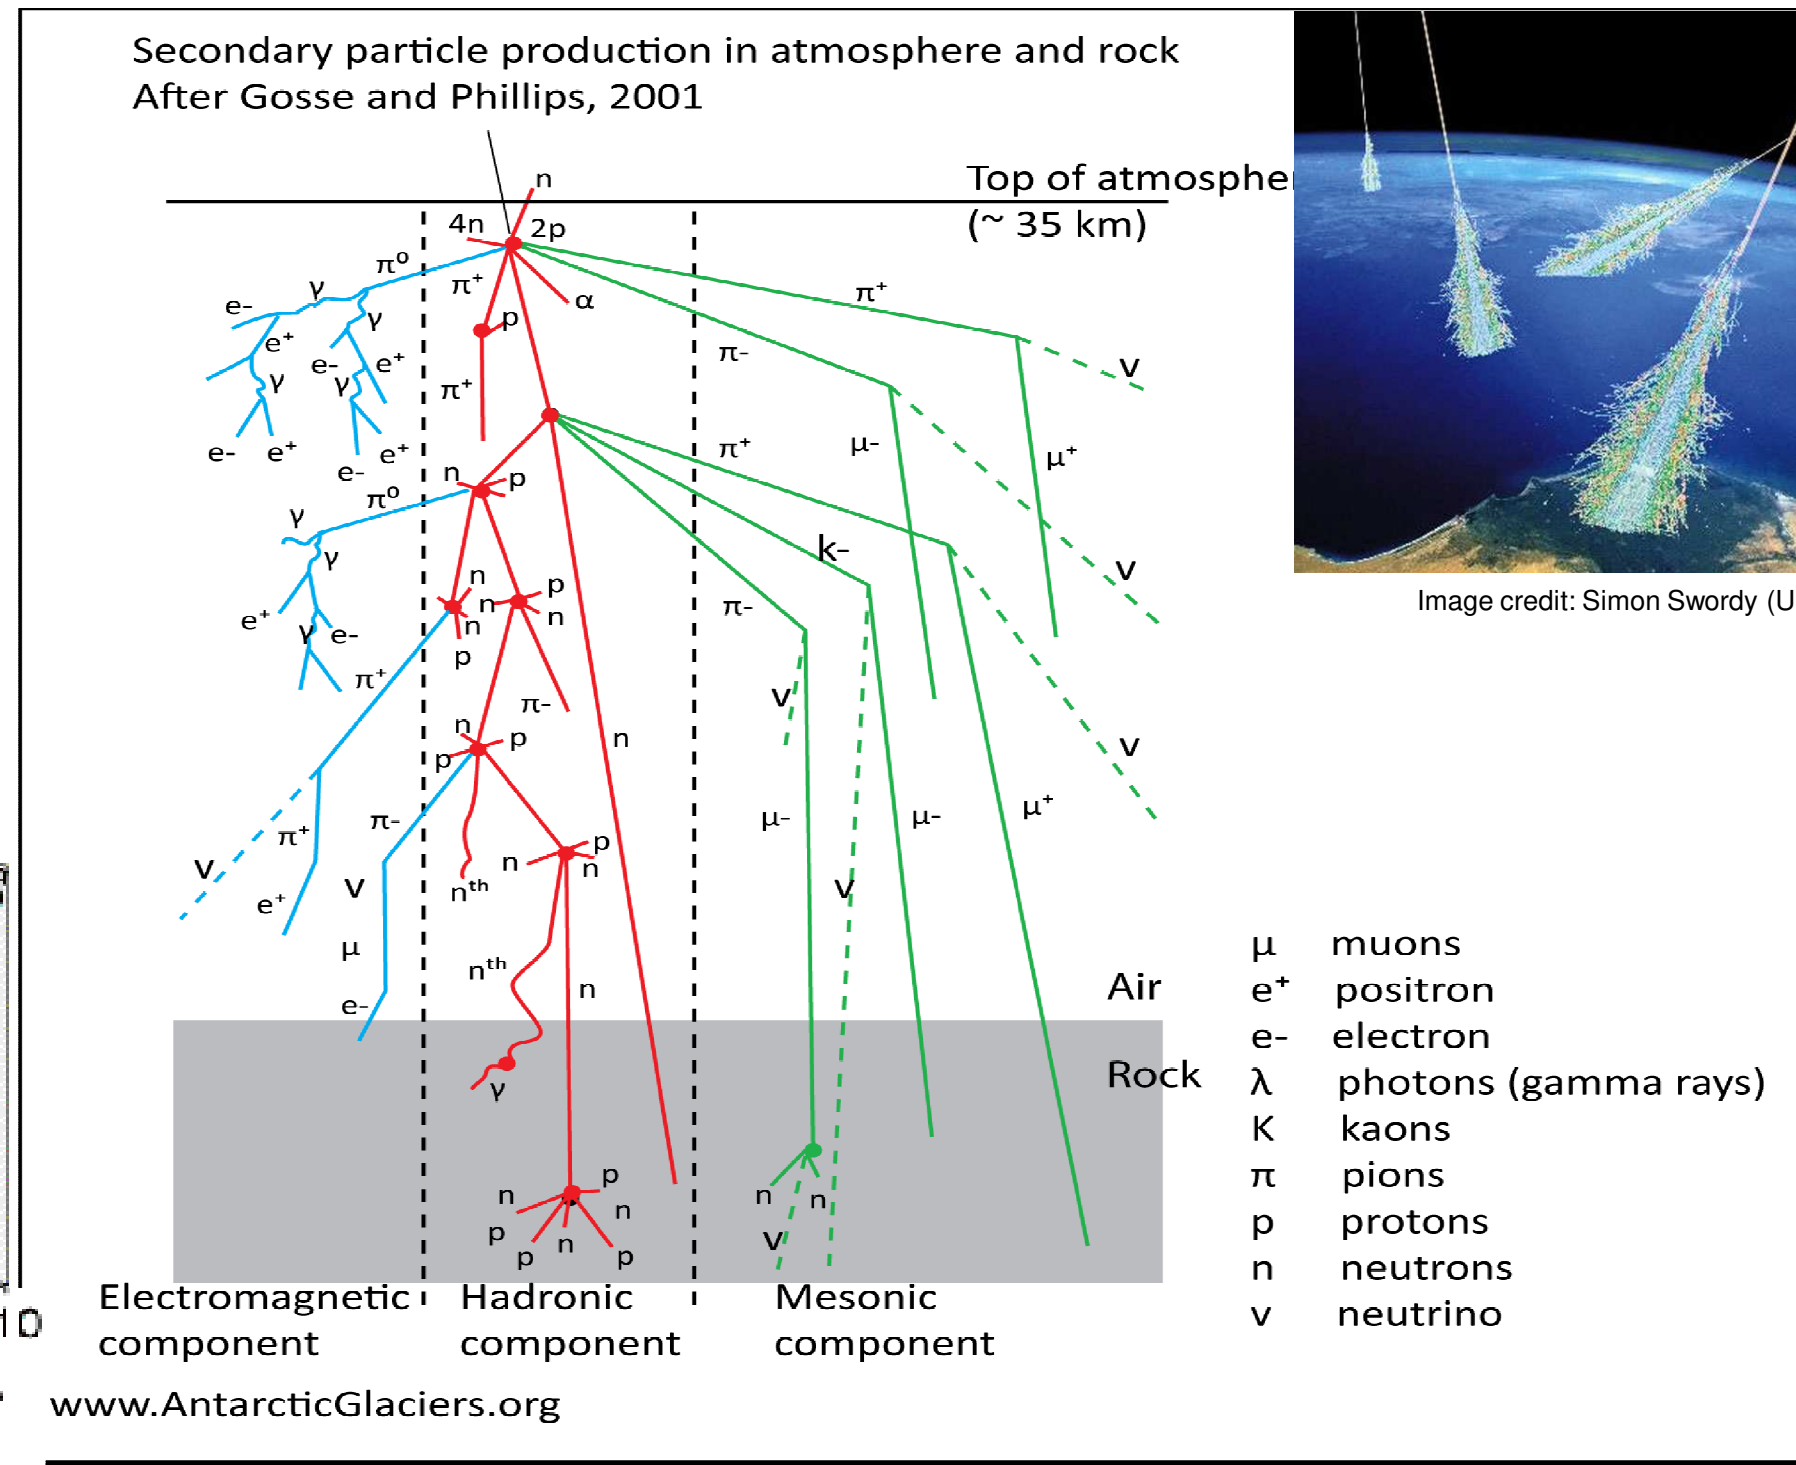 Secondary particle production in atmosphere and rock
After Gosse and Phillips, 2001
n
Top of atmospher
(~ 35 km)
4n
2p
π⁰
π⁺
α
π⁺
γ
e-
γ
p
e⁺
e-
e⁺
π-
ν
γ
γ
π⁺
e-
e⁺
e-
e⁺
π⁺
μ-
μ⁺
n
p
π⁰
γ
γ
k-
ν
n
n
p
n
π-
e⁺
γ
e-
n
p
π⁺
π-
ν
n
p
p
n
ν
π⁺
π-
μ-
μ-
μ⁺
ν
e⁺
ν
n
p
n
nᵗʰ
ν
μ
nᵗʰ
n
e-
Air
Rock
γ
n
p
n
p
p
n
p
n
n
ν
μ muons
e⁺ positron
e- electron
λ photons (gamma rays)
K kaons
π pions
p protons
n neutrons
ν neutrino
Electromagnetic
component
Hadronic
component
Mesonic
component
www.AntarcticGlaciers.org
10
Image credit: Simon Swordy (U